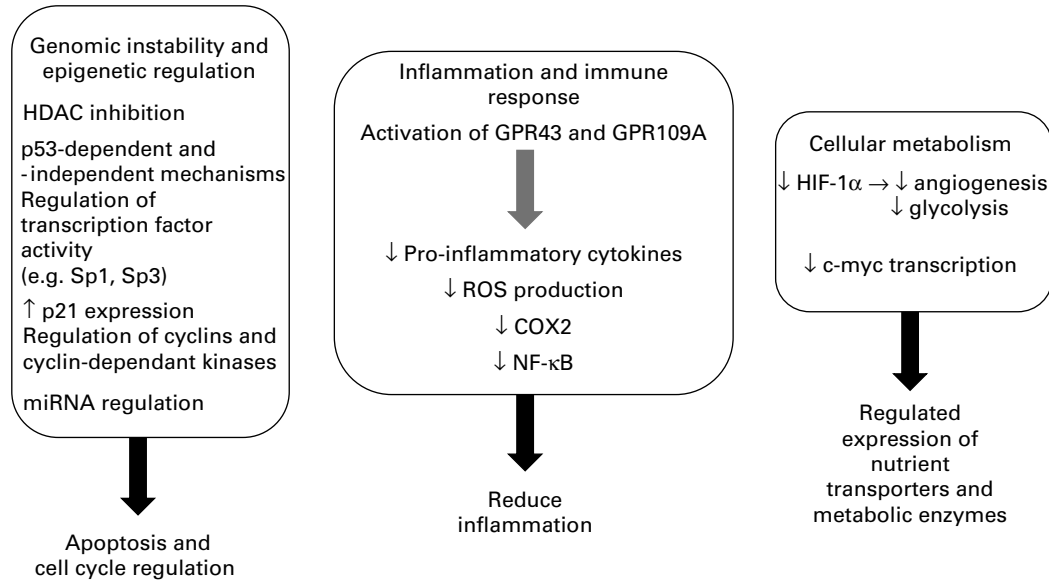 Genomic instability and
epigenetic regulation
HDAC inhibition
p53-dependent and
-independent mechanisms
Regulation of
transcription factor
activity
(e.g. Sp1, Sp3)
↑ p21 expression
Regulation of cyclins and
cyclin-dependant kinases
miRNA regulation
Apoptosis and
cell cycle regulation
Inflammation and immune
response
Activation of GPR43 and GPR109A
↓ Pro-inflammatory cytokines
↓ ROS production
↓ COX2
↓ NF-κB
Reduce
inflammation
Cellular metabolism
↓ HIF-1α → ↓ angiogenesis
↓ glycolysis
↓ c-myc transcription
Regulated
expression of
nutrient
transporters and
metabolic enzymes